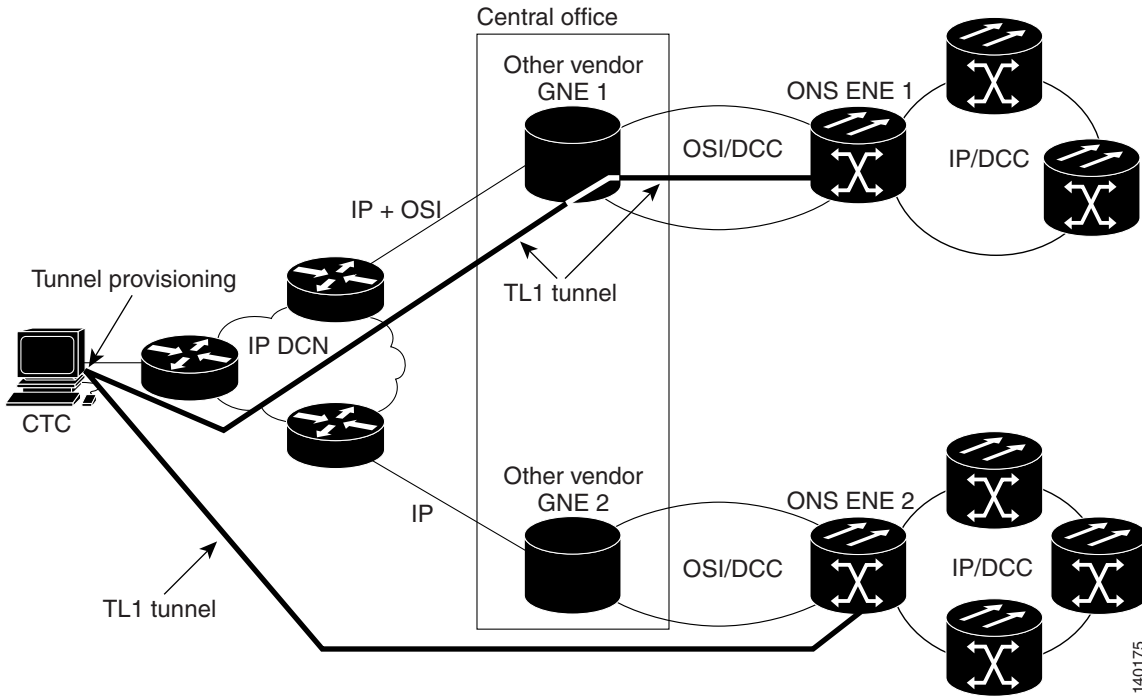 Central office
Other vendor
GNE 1
ONS ENE 1
OSI/DCC
IP/DCC
IP + OSI
Tunnel provisioning
TL1 tunnel
IP DCN
CTC
Other vendor
GNE 2
ONS ENE 2
IP
OSI/DCC
IP/DCC
TL1 tunnel
140175